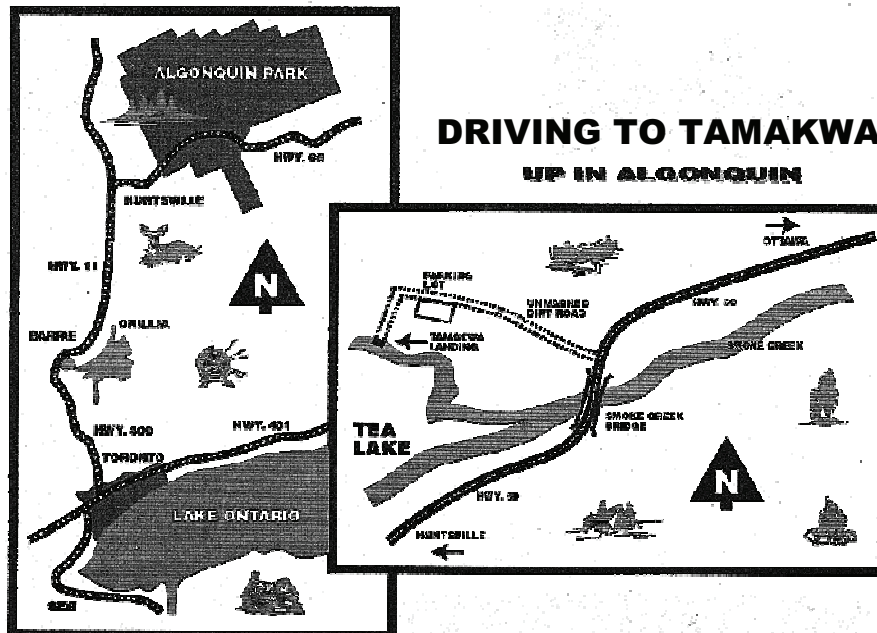 ALGONQUIN PARK
HWY. 60
HUNTSVILLE
HWY. 11
N
BARRIE
ORILLIA
HWY. 400
HWY. 401
TORONTO
LAKE ONTARIO
QEW
DRIVING TO TAMAKWA
UP IN ALGONQUIN
OTTAWA
PARKING
LOT
UNMARKED
DIRT ROAD
HWY. 60
TAMAKWA
LANDING
SMOKE CREEK
SMOKE CREEK
BRIDGE
TEA
LAKE
N
HWY. 60
HUNTSVILLE